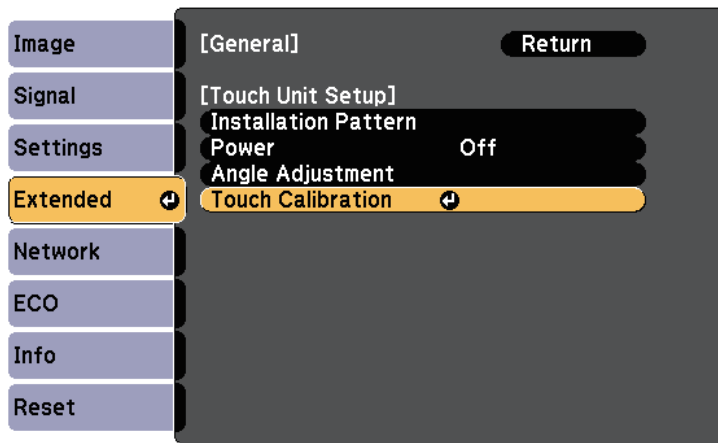 Image
Signal
Settings
Extended
Network
ECO
Info
Reset
[General] Return
[Touch Unit Setup]
Installation Pattern
Power Off
Angle Adjustment
Touch Calibration